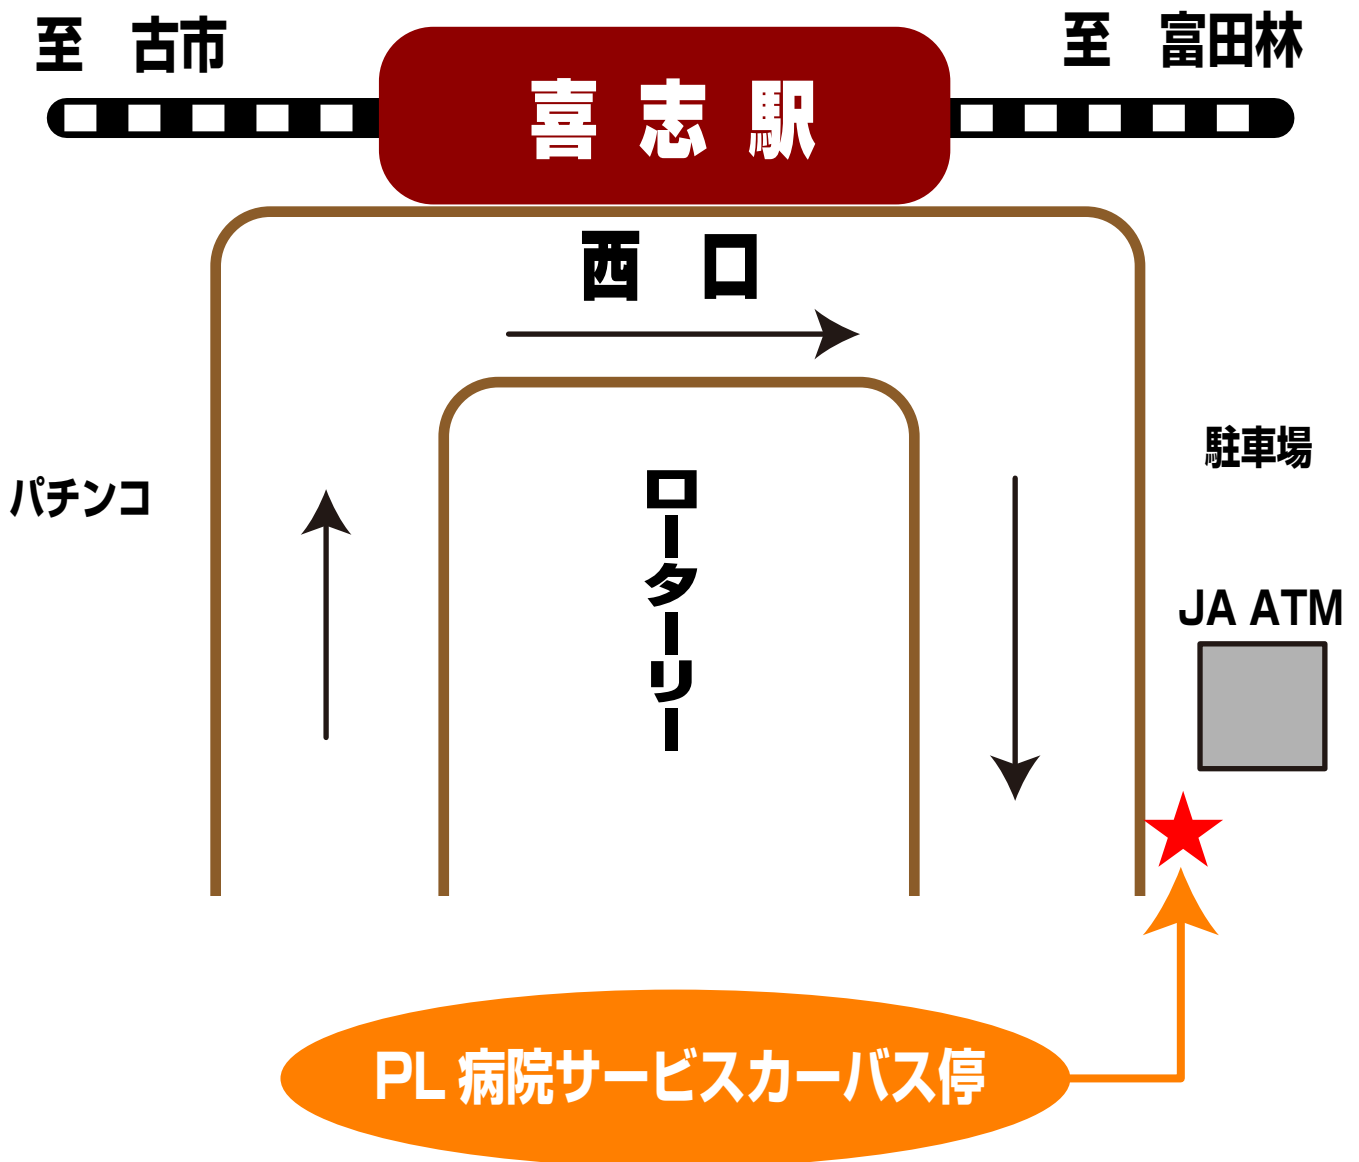 至　古市
至　富田林
喜志駅
西　口
駐車場
パチンコ
ロータリー
JA ATM
PL 病院サービスカーバス停